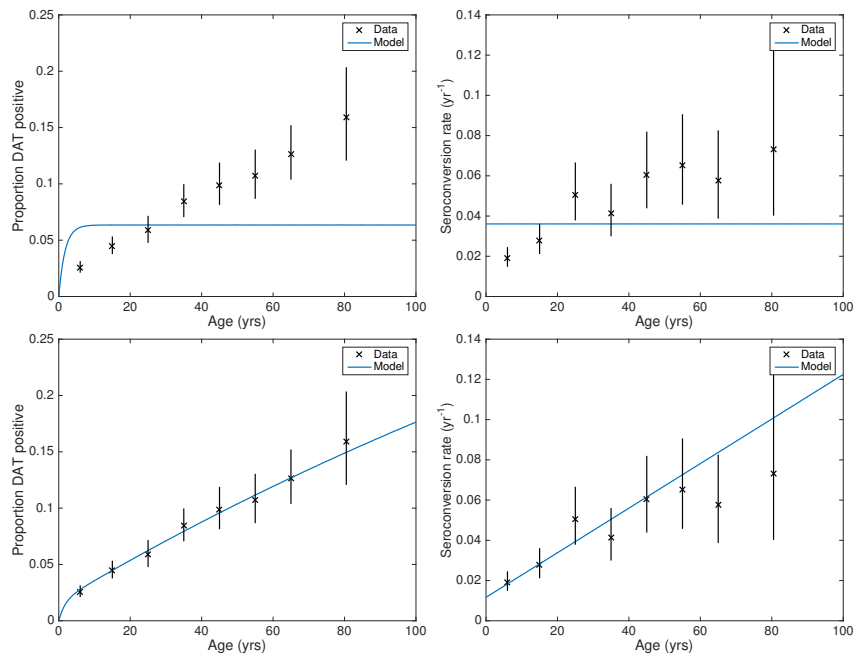 Proportion DAT positive
0.25
0.2
0.15
0.1
0.05
0
0 20 40 60 80 100
Age (yrs)
Data
Model
Seroconversion rate (yr⁻¹)
0.14
0.12
0.1
0.08
0.06
0.04
0.02
0
0 20 40 60 80 100
Age (yrs)
Data
Model
Proportion DAT positive
0.25
0.2
0.15
0.1
0.05
0
0 20 40 60 80 100
Age (yrs)
Data
Model
Seroconversion rate (yr⁻¹)
0.14
0.12
0.1
0.08
0.06
0.04
0.02
0
0 20 40 60 80 100
Age (yrs)
Data
Model